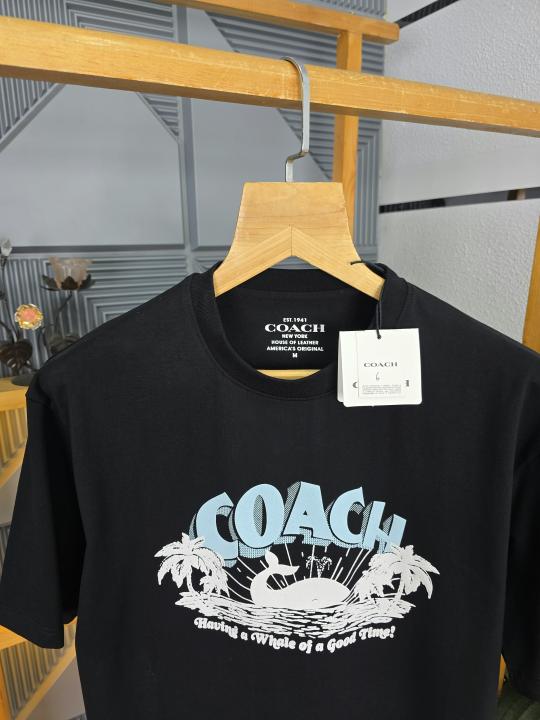 EST. 1941
COACH
NEW YORK
HOUSE OF LEATHER
AMERICA'S ORIGINAL
M
COACH
COACH
Having a Whale of a Good Time!